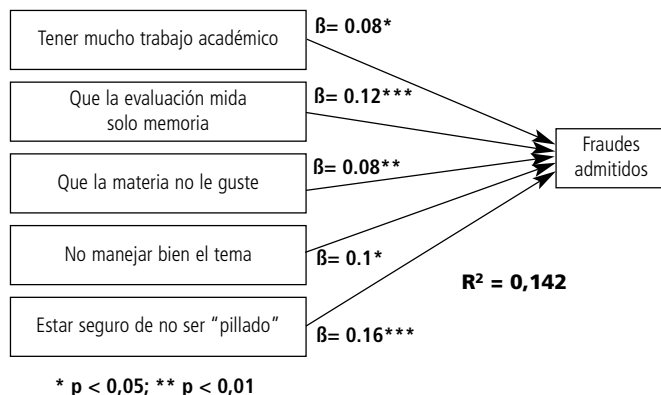 Tener mucho trabajo académico
ß= 0.08*
Que la evaluación mida
solo memoria
ß= 0.12***
Que la materia no le guste
ß= 0.08**
No manejar bien el tema
ß= 0.1*
Estar seguro de no ser “pillado”
ß= 0.16***
Fraudes
admitidos
R² = 0,142
* p < 0,05; ** p < 0,01